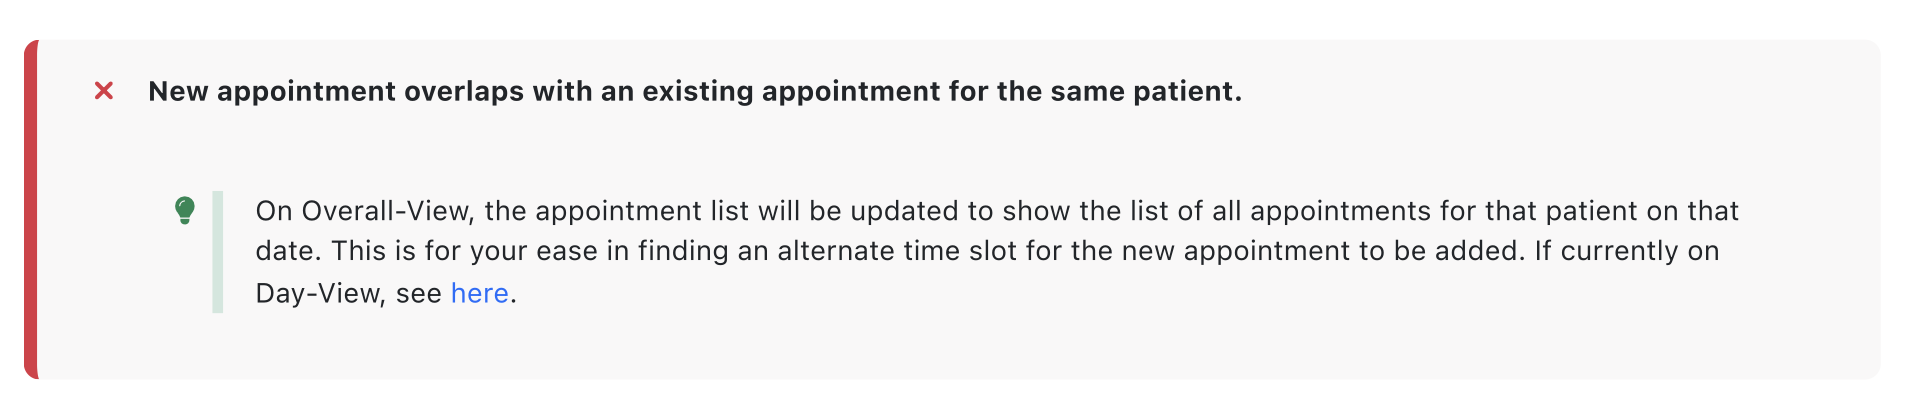 New appointment overlaps with an existing appointment for the same patient.
On Overall-View, the appointment list will be updated to show the list of all appointments for that patient on that
date. This is for your ease in finding an alternate time slot for the new appointment to be added. If currently on
Day-View, see here.